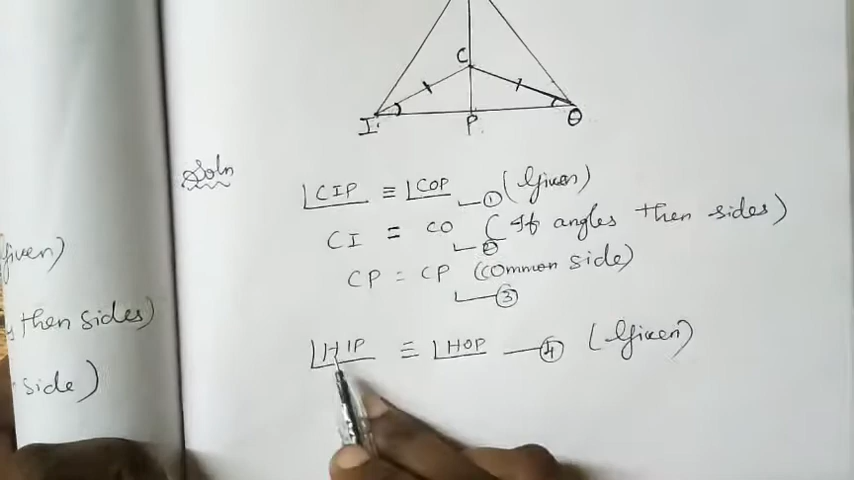 C
I
P
O
Soln
∠CIP ≡ ∠COP —① (Given)
CI = CO —② (If angles then sides)
CP = CP (common side)
—③
∠HIP ≡ ∠HOP —④ (Given)
given)
then sides)
side)